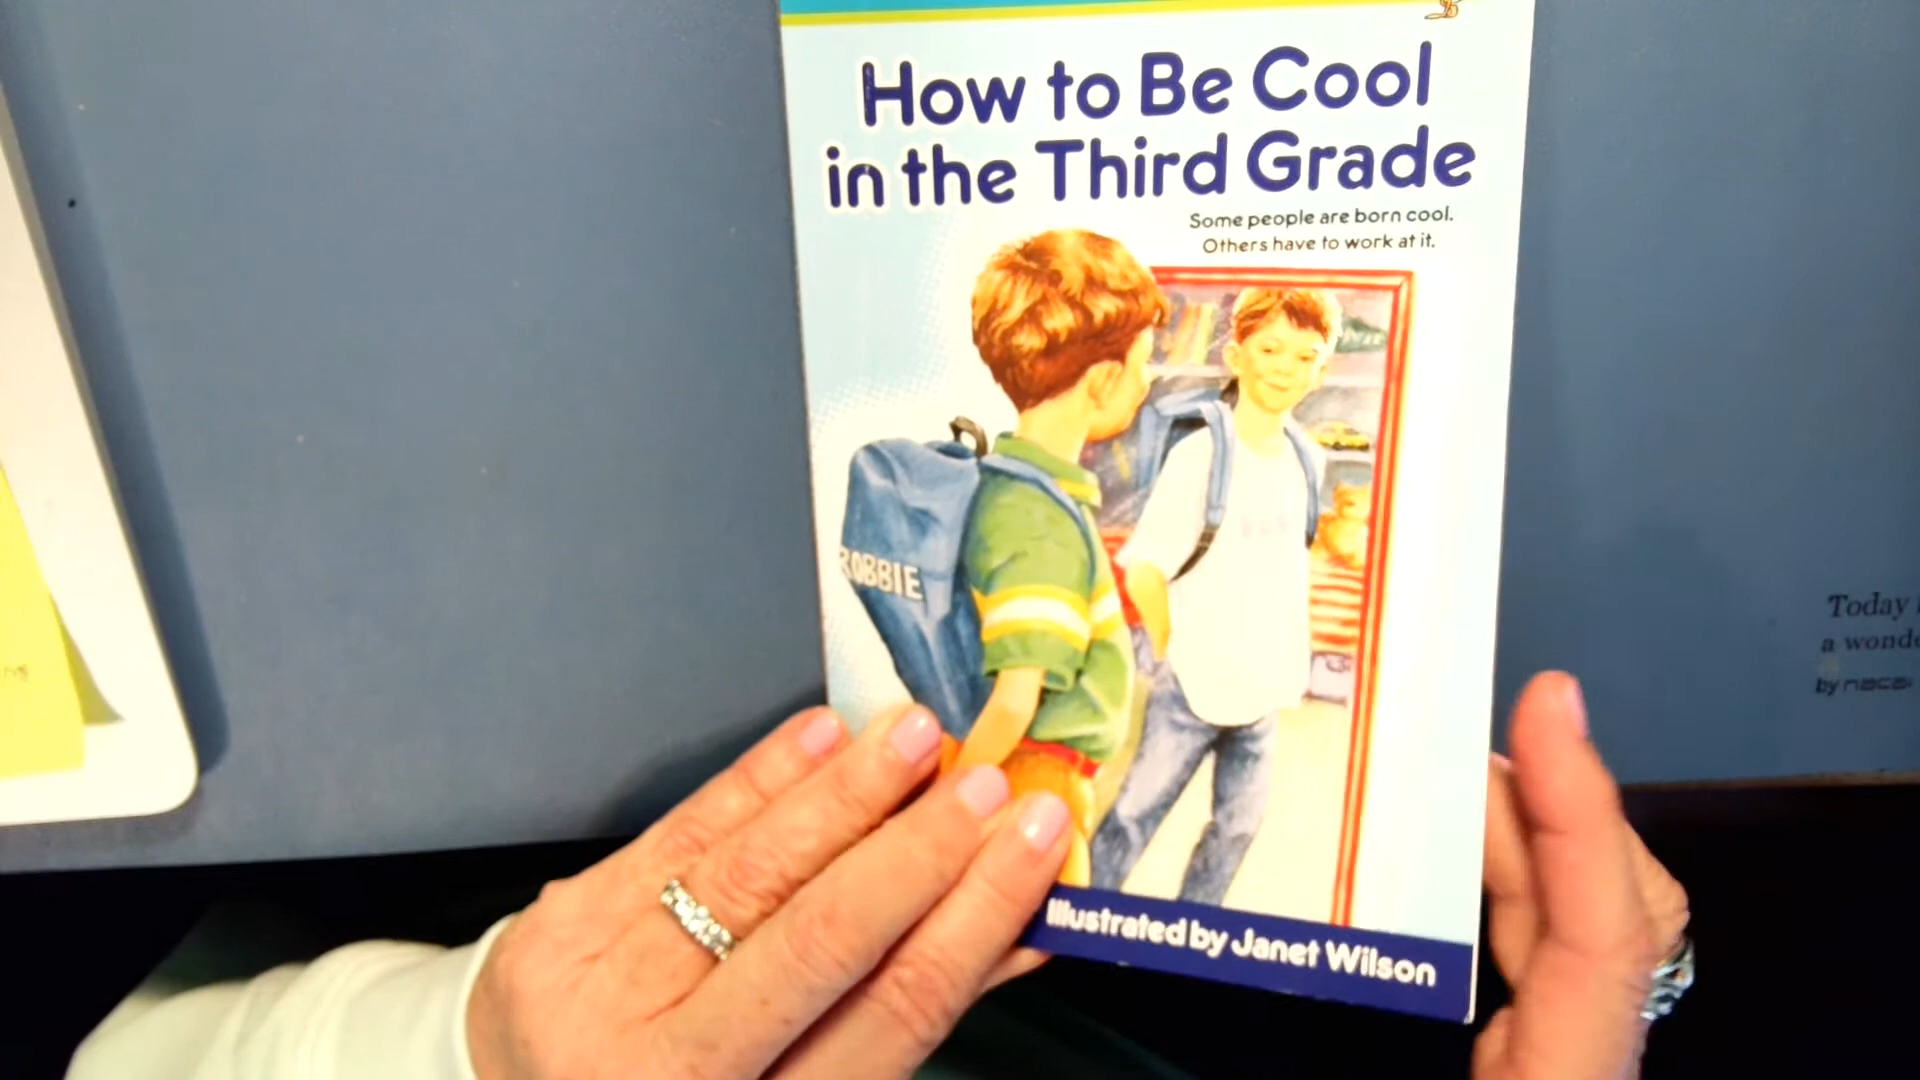 How to Be Cool
in the Third Grade
Some people are born cool.
Others have to work at it.
ROBBIE
Illustrated by Janet Wilson
Today
a
by